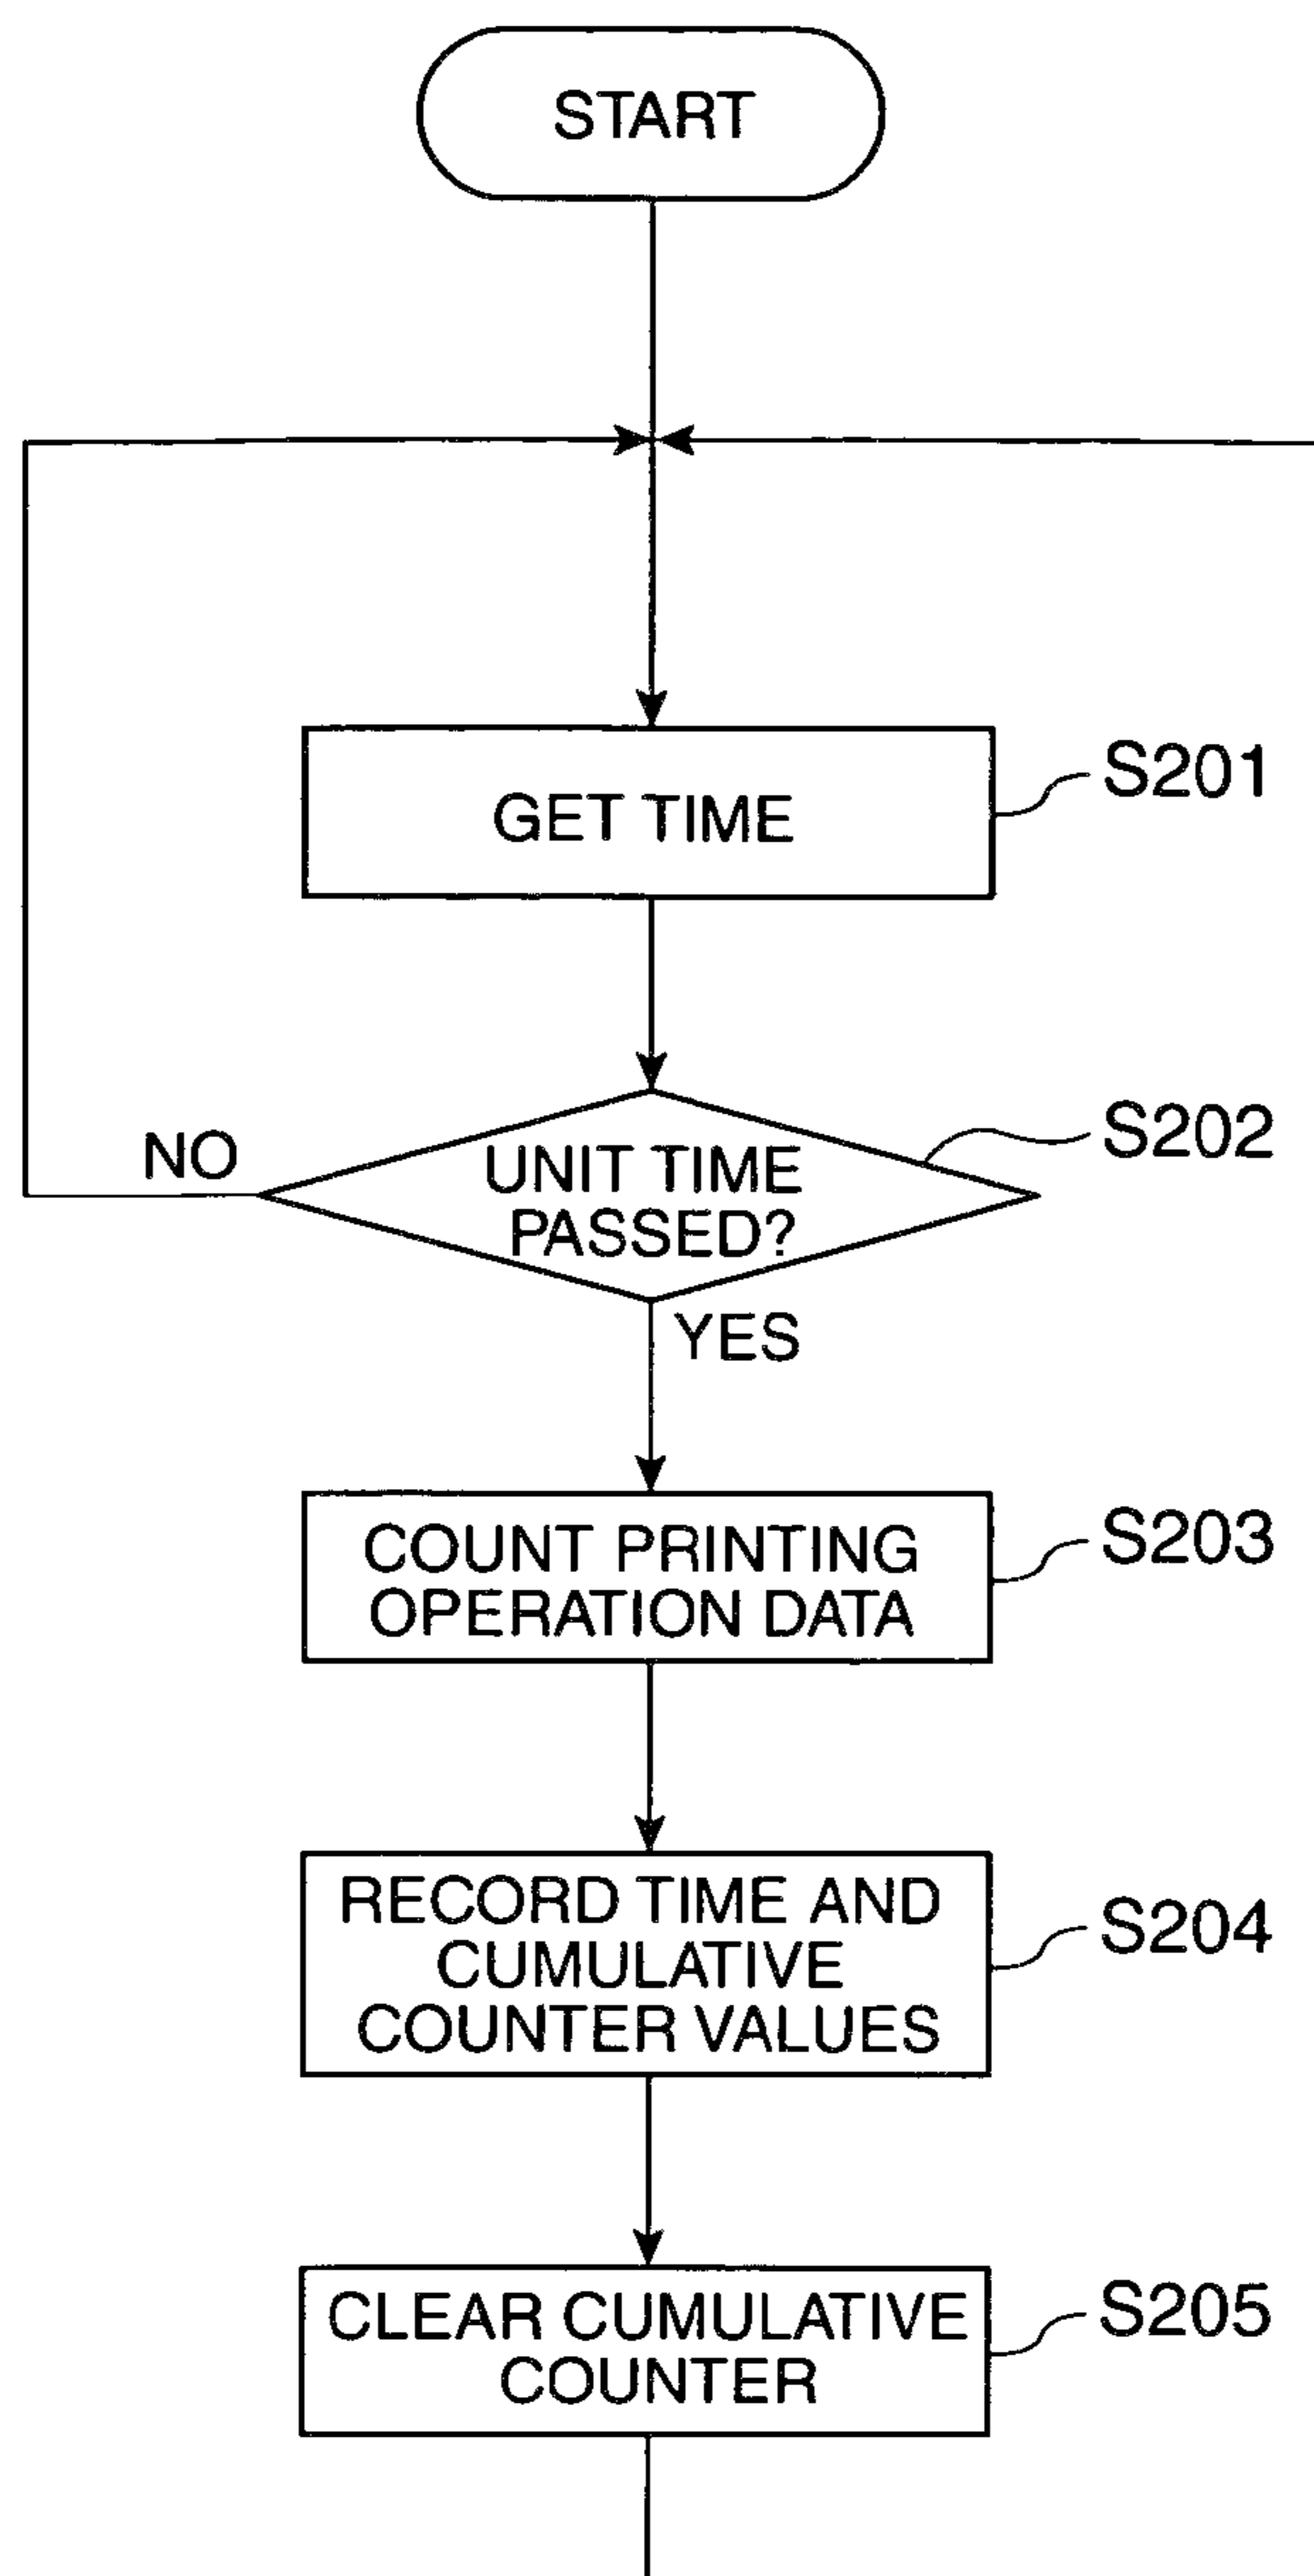 START
GET TIME
S201
UNIT TIME
PASSED?
S202
NO
YES
COUNT PRINTING
OPERATION DATA
S203
RECORD TIME AND
CUMULATIVE
COUNTER VALUES
S204
CLEAR CUMULATIVE
COUNTER
S205